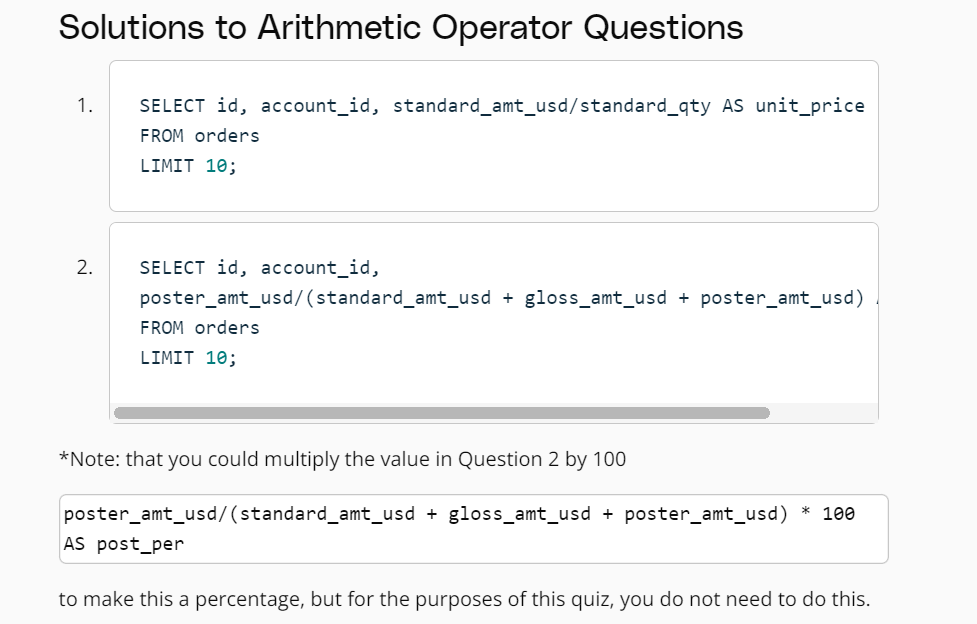 Solutions to Arithmetic Operator Questions
1.
SELECT id, account_id, standard_amt_usd/standard_qty AS unit_price
FROM orders
LIMIT 10;
2.
SELECT id, account_id,
poster_amt_usd/(standard_amt_usd + gloss_amt_usd + poster_amt_usd)
FROM orders
LIMIT 10;
*Note: that you could multiply the value in Question 2 by 100
poster_amt_usd/(standard_amt_usd + gloss_amt_usd + poster_amt_usd) * 100
AS post_per
to make this a percentage, but for the purposes of this quiz, you do not need to do this.